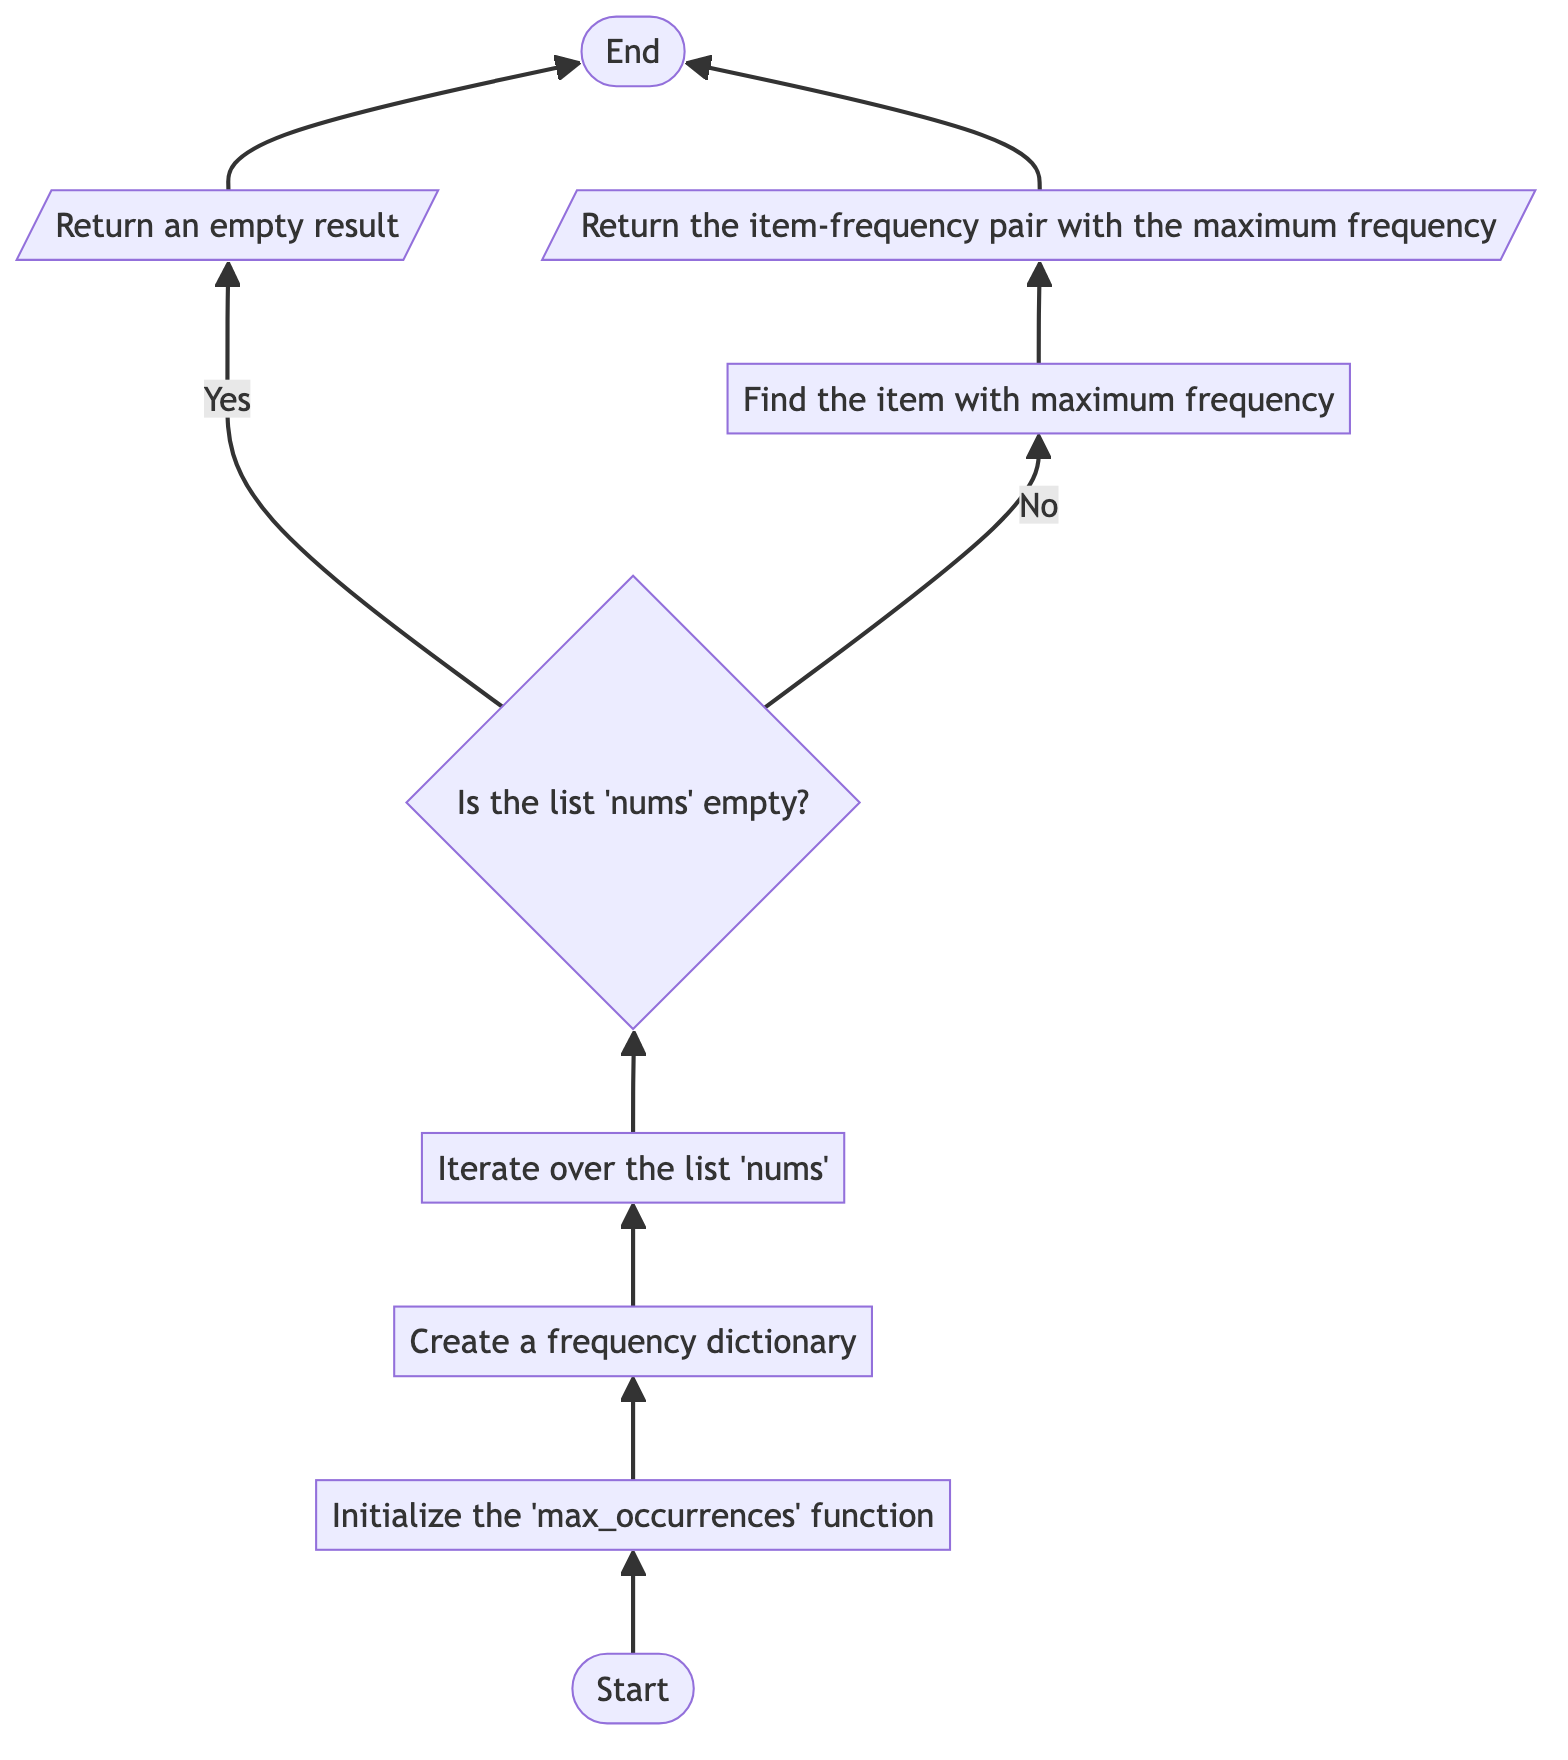 End
Return an empty result
Return the item-frequency pair with the maximum frequency
Yes
Find the item with maximum frequency
No
Is the list 'nums' empty?
Iterate over the list 'nums'
Create a frequency dictionary
Initialize the 'max_occurrences' function
Start